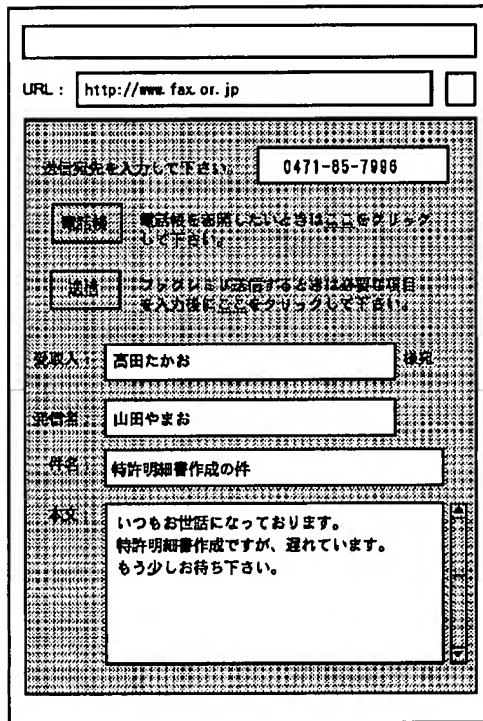 URL : http://www.fax.or.jp
送信宛先を入力して下さい。 0471-85-7996
電話帳 電話帳を参照したいときはここをクリック
して下さい。
送信 ファクシミリ送信するときは必要な項目
を入力後にここをクリックして下さい。
受取人: 高田たかお 様宛
発信者: 山田やまお
件名: 特許明細書作成の件
本文 いつもお世話になっております。
特許明細書作成ですが、遅れています。
もう少しお待ち下さい。